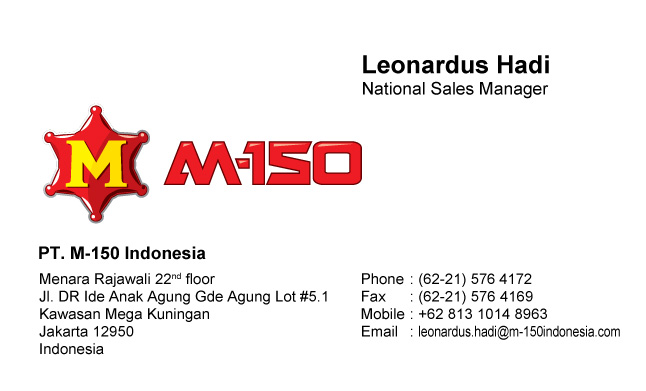 Leonardus Hadi
National Sales Manager
M
M-150
PT. M-150 Indonesia
Menara Rajawali 22nd floor
Jl. DR Ide Anak Agung Gde Agung Lot #5.1
Kawasan Mega Kuningan
Jakarta 12950
Indonesia
Phone : (62-21) 576 4172
Fax : (62-21) 576 4169
Mobile : +62 813 1014 8963
Email : leonardus.hadi@m-150indonesia.com